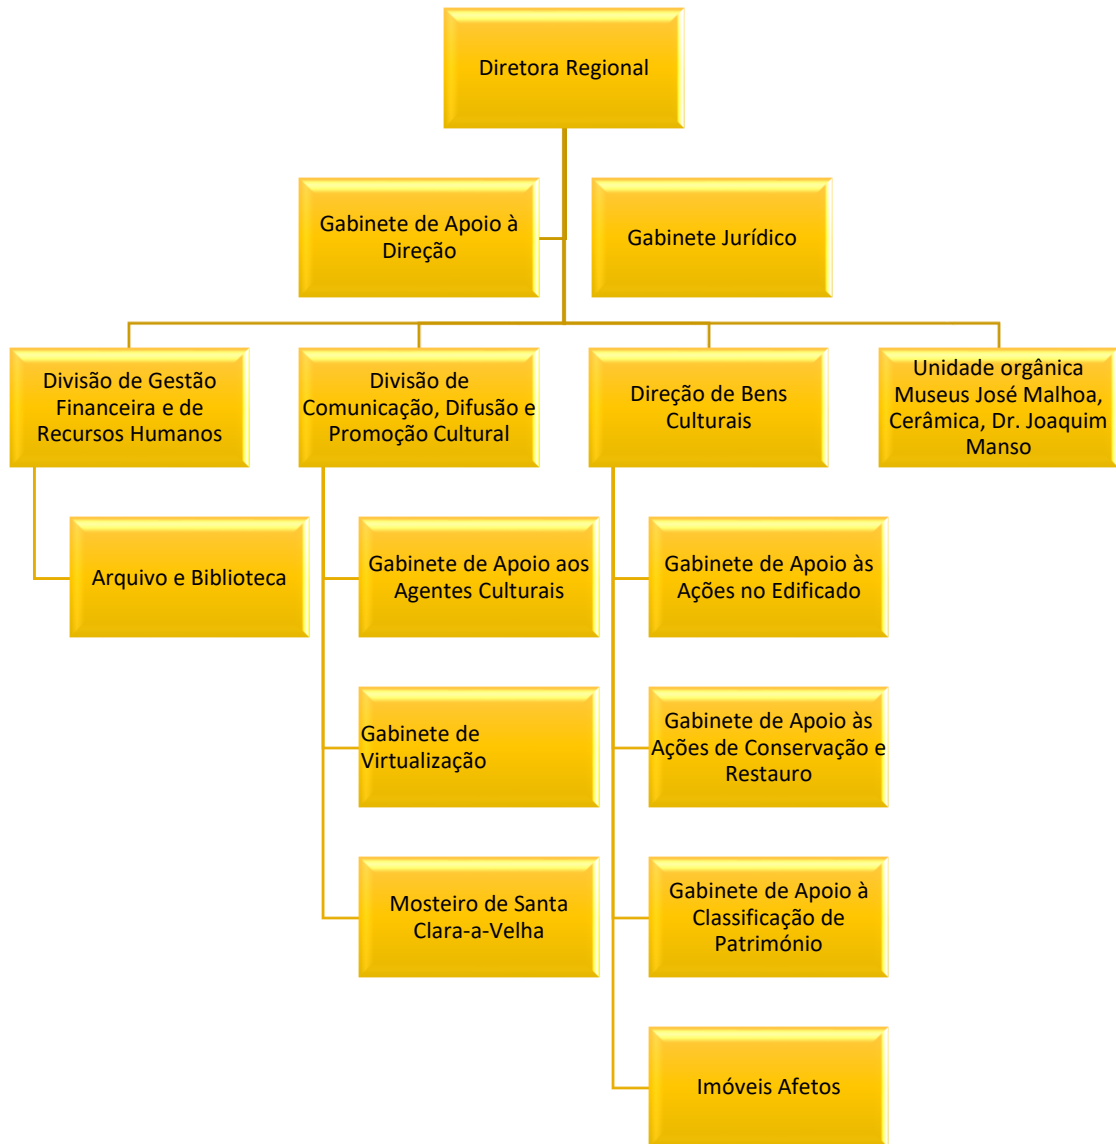 Diretora Regional
Gabinete de Apoio à
Direção
Gabinete Jurídico
Divisão de Gestão
Financeira e de
Recursos Humanos
Divisão de
Comunicação, Difusão e
Promoção Cultural
Direção de Bens
Culturais
Unidade orgânica
Museus José Malhoa,
Cerâmica, Dr. Joaquim
Manso
Arquivo e Biblioteca
Gabinete de Apoio aos
Agentes Culturais
Gabinete de Apoio às
Ações no Edificado
Gabinete de
Virtualização
Gabinete de Apoio às
Ações de Conservação e
Restauro
Mosteiro de Santa
Clara-a-Velha
Gabinete de Apoio à
Classificação de
Património
Imóveis Afetos